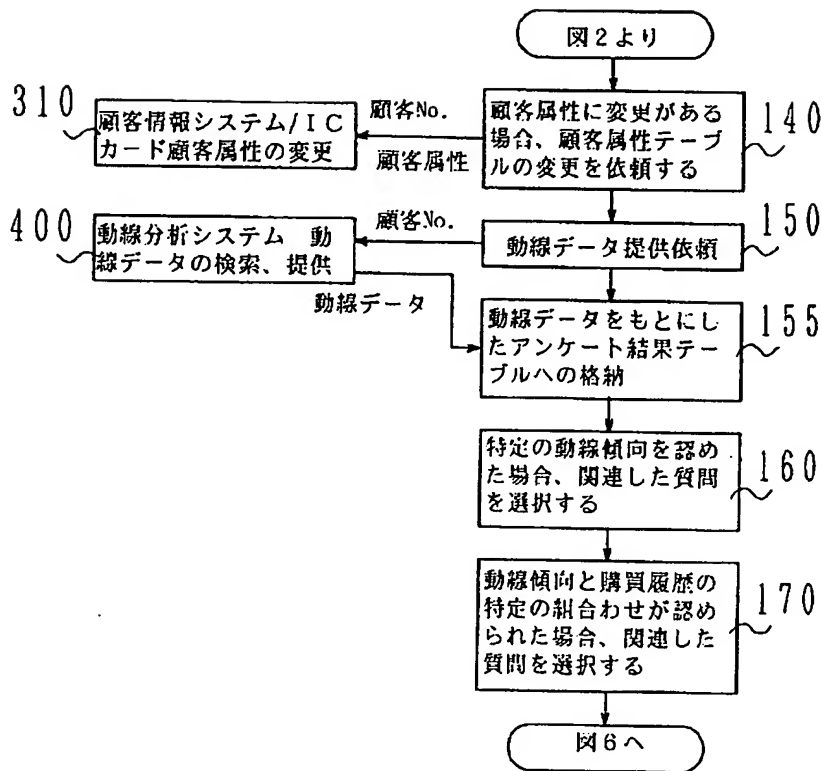 図2より
310
顧客情報システム/IC
カード顧客属性の変更
顧客No.
顧客属性
顧客属性に変更がある
場合、顧客属性テーブ
ルの変更を依頼する
140
400
動線分析システム 動
線データの検索、提供
顧客No.
動線データ
動線データ提供依頼
150
動線データをもとにし
たアンケート結果テー
ブルへの格納
155
特定の動線傾向を認め
た場合、関連した質問
を選択する
160
動線傾向と購買履歴の
特定の組合わせが認め
られた場合、関連した
質問を選択する
170
図6へ